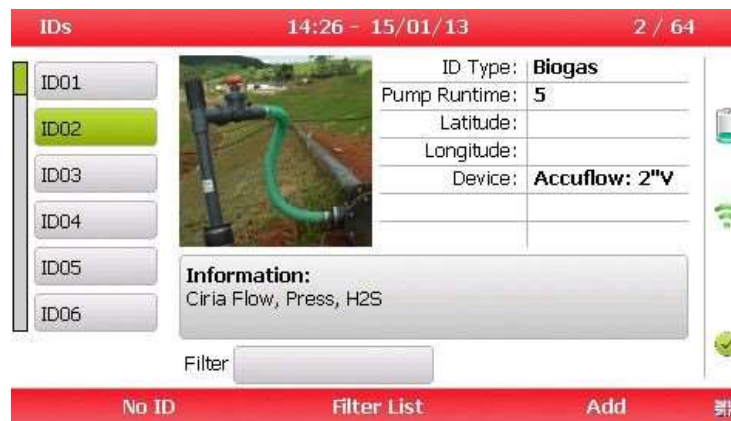 IDs 14:26 - 15/01/13 2 / 64
ID01
ID02
ID03
ID04
ID05
ID06
ID Type: Biogas
Pump Runtime: 5
Latitude:
Longitude:
Device: Accuflow: 2"V
Information:
Ciria Flow, Press, H2S
Filter
No ID Filter List Add